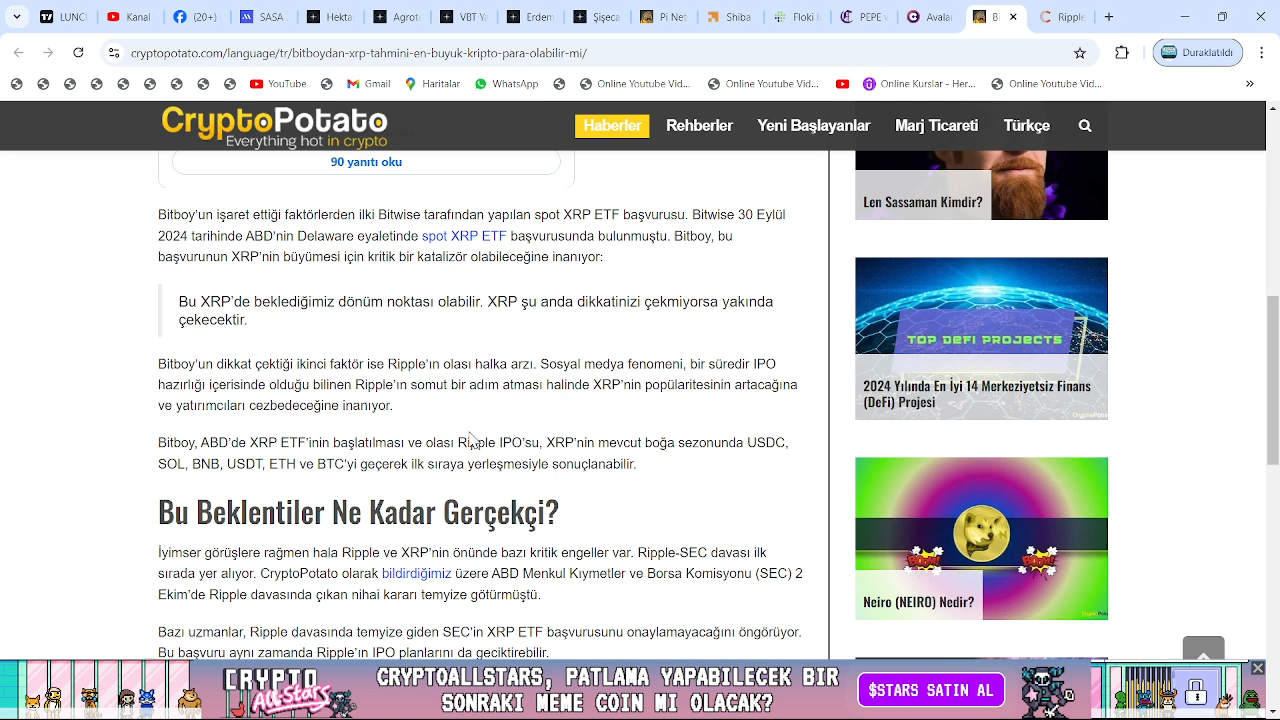 LUNC
Kanal
(20+)
Hekta
Agroti
V0T
Erdem
Şişeca
Pi Net
Shiba
Floki
PEPE
Avala
B
Ripple
cryptopotato.com/language/tr/bitboydan-xrp-tahmini-en-buyuk-kripto-para-olabilir-mi/
Duraklatıldı
YouTube
Gmail
Haritalar
WhatsApp
Online Youtube Vid...
Online Youtube Vid...
Online Kurslar - Her...
Online Youtube Vid...
CryptoPotato
Everything hot in crypto
Haberler
Rehberler
Yeni Başlayanlar
Marj Ticareti
Türkçe
90 yanıtı oku
Bitboy'un işaret ettiği faktörlerden ilki Bitwise tarafından yapılan spot XRP ETF başvurusu. Bitwise 30 Eylül
2024 tarihinde ABD'nin Delaware eyaletinde spot XRP ETF başvurusunda bulunmuştu. Bitboy, bu
başvurunun XRP'nin büyümesi için kritik bir katalizör olabileceğine inanıyor:
Bu XRP'de beklediğimiz dönüm noktası olabilir. XRP şu anda dikkatinizi çekmiyorsa yakında
çekecektir.
Bitboy'un dikkat çektiği ikinci faktör ise Ripple'ın olası halka arzı. Sosyal medya fenomeni, bir süredir IPO
hazırlığı içerisinde olduğu bilinen Ripple'ın somut bir adım atması halinde XRP'nin popülaritesinin artacağına
ve yatırımcıları cezbedeceğine inanıyor.
Bitboy, ABD'de XRP ETF'inin başlatılması ve olası Ripple IPO'su, XRP'nin mevcut boğa sezonunda USDC,
SOL, BNB, USDT, ETH ve BTC'yi geçerek ilk sıraya yerleşmesiyle sonuçlanabilir.
Bu Beklentiler Ne Kadar Gerçekçi?
İyimser görüşlere rağmen hala Ripple ve XRP'nin önünde bazı kritik engeller var. Ripple-SEC davası ilk
sırada yer alıyor. CryptoPotato olarak bildirdiğimiz üzere ABD Menkul Kıymetler ve Borsa Komisyonu (SEC) 2
Ekim'de Ripple davasında çıkan nihai kararı temyize götürmüştü.
Bazı uzmanlar, Ripple davasında temyize giden SEC'in XRP ETF başvurusunu onaylamayacağını öngörüyor.
Bu başvuru aynı zamanda Ripple'ın IPO planlarını da geciktirebilir.
Len Sassaman Kimdir?
TOP DEFI PROJECTS
2024 Yılında En İyi 14 Merkeziyetsiz Finans
(DeFi) Projesi
CryptoPota
BOOM!
BOOM!
Neiro (NEIRO) Nedir?
CryptoPota
CRYPTO
All-stars
CRYPTOALLSTARS, PATLAMA YAPABİLECEK BİR
SONRAKİ MEME COIN Mİ OLACAK?
$STARS SATIN AL